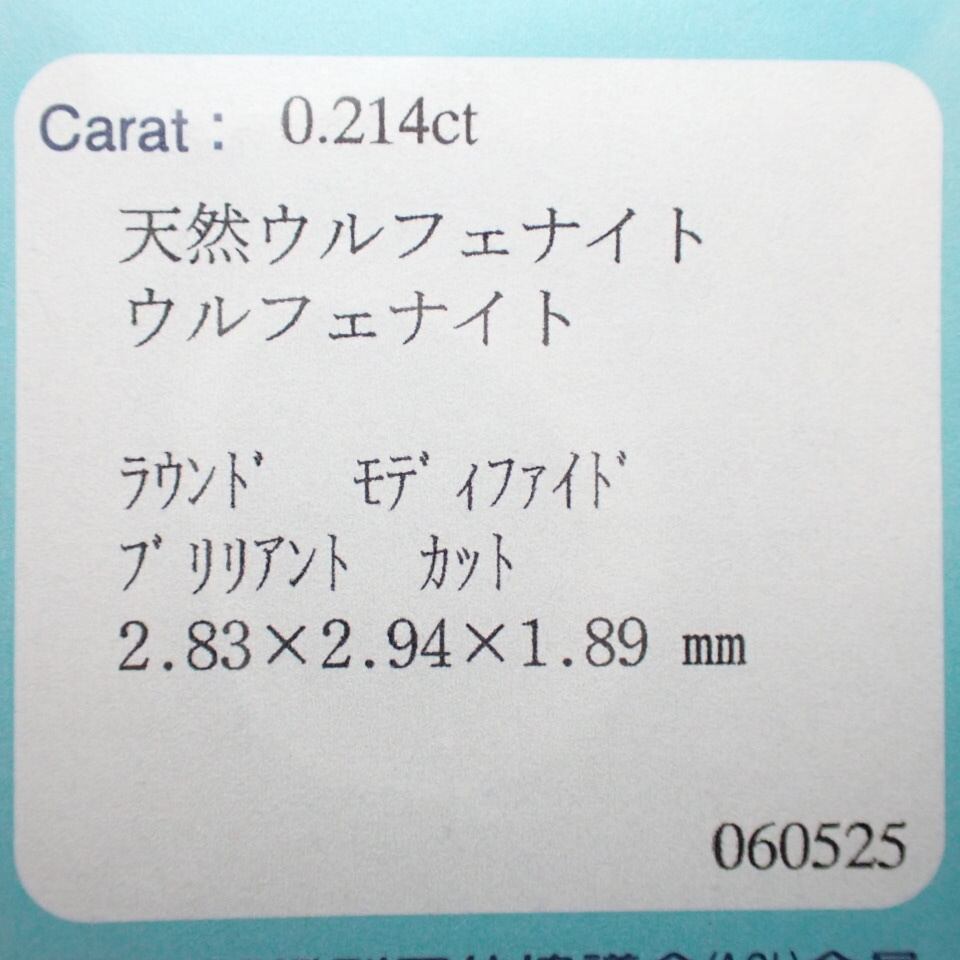 Carat: 0.214ct
天然ウルフェナイト
ウルフェナイト
ﾗｳﾝﾄﾞ ﾓﾃﾞｨﾌｧｲﾄﾞ
ﾌﾞﾘﾘｱﾝﾄ ｶｯﾄ
2.83×2.94×1.89 mm
060525